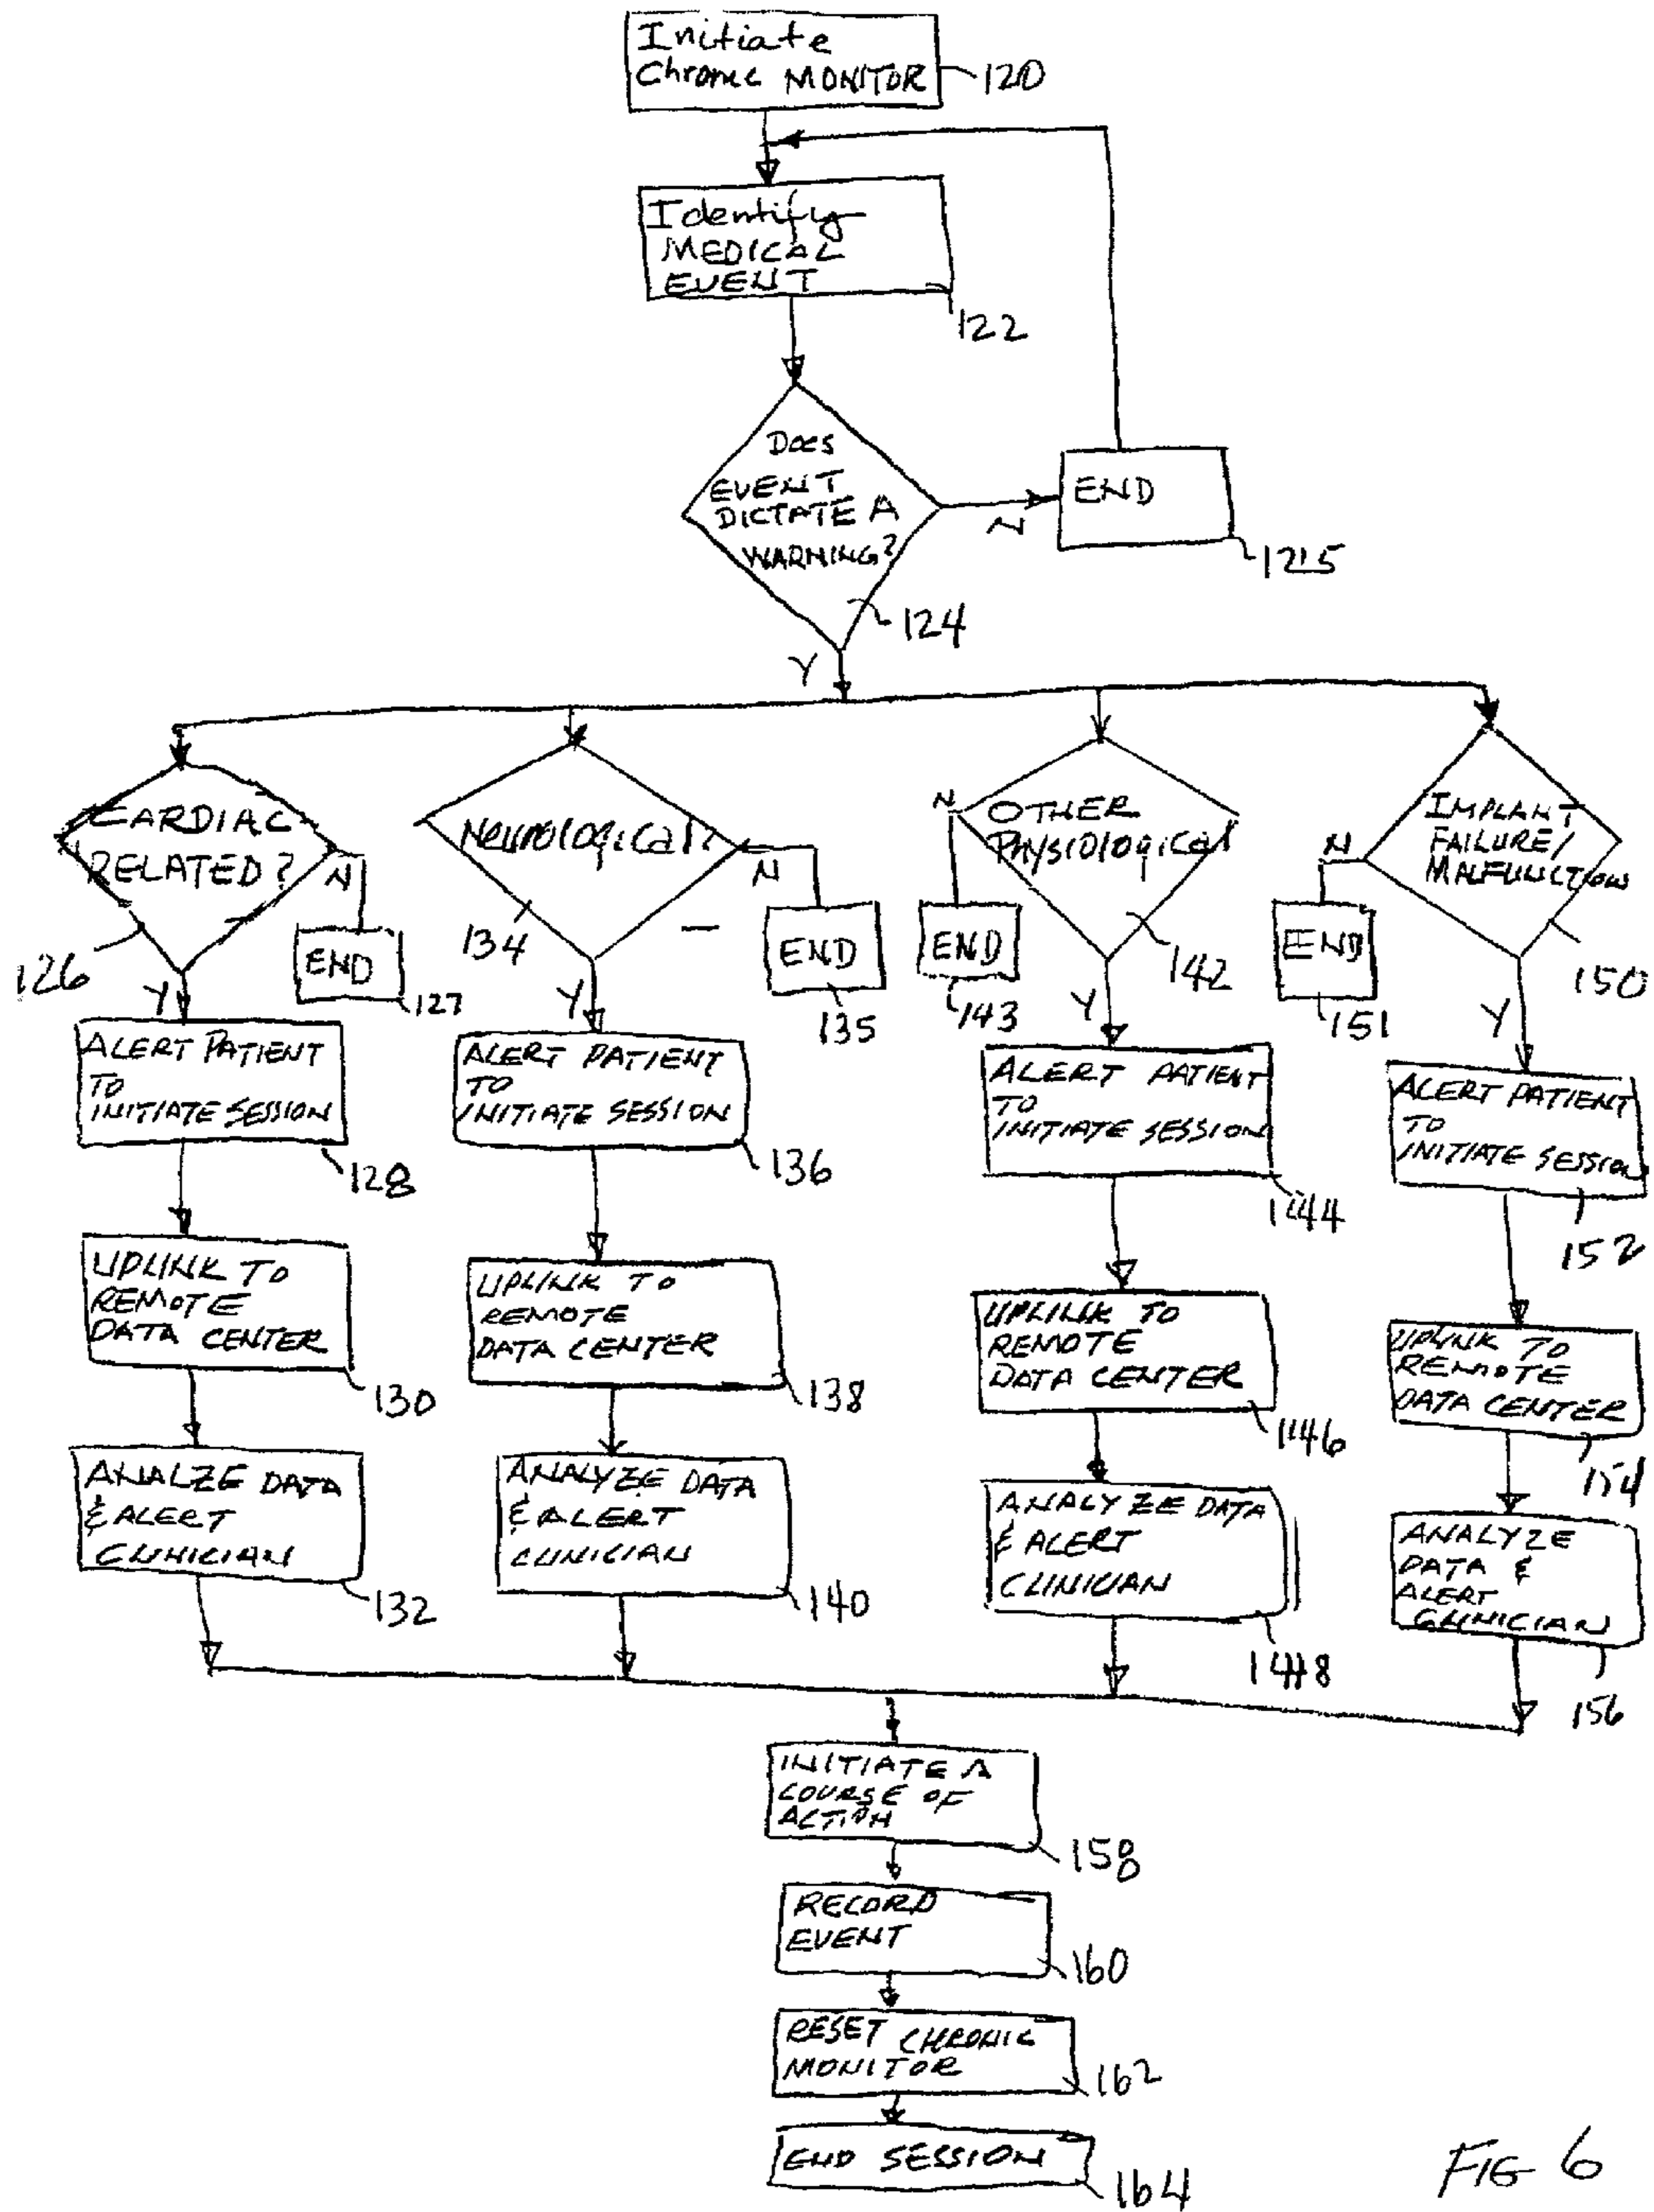 Initiate
Chronic MONITOR
120
Identify
MEDICAL
EVENT
122
DOES
EVENT
DICTATE A
WARNING?
N
END
1215
124
Y
CARDIAC
RELATED?
N
126
END
127
Y
ALERT PATIENT
TO
INITIATE SESSION
128
UPLINK TO
REMOTE
DATA CENTER
130
ANALZE DATA
& ALERT
CLINICIAN
132
Neurological?
N
134
END
135
Y
ALERT PATIENT
TO
INITIATE SESSION
136
UPLINK TO
REMOTE
DATA CENTER
138
ANALYZE DATA
& ALERT
CLINICIAN
140
N
OTHER
Physiological
END
143
142
Y
ALERT PATIENT
TO
INITIATE SESSION
144
UPLINK TO
REMOTE
DATA CENTER
146
ANALYZE DATA
& ALERT
CLINICIAN
148
IMPLANT
FAILURE/
MALFUNCTION
N
END
151
150
Y
ALERT PATIENT
TO
INITIATE SESSION
152
UPLINK TO
REMOTE
DATA CENTER
154
ANALYZE
DATA &
ALERT
CLINICIAN
156
INITIATE A
COURSE OF
ACTION
158
RECORD
EVENT
160
RESET CHRONIC
MONITOR
162
END SESSION
164
FIG 6